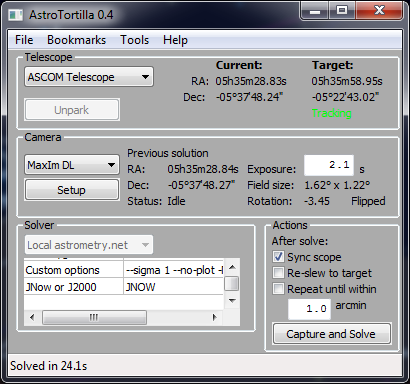 AstroTortilla 0.4
File Bookmarks Tools Help
Telescope
Current: Target:
ASCOM Telescope
RA: 05h35m28.83s 05h35m58.95s
Dec: -05°37'48.24" -05°22'43.02"
Unpark
Tracking
Camera
MaxIm DL
Previous solution
RA: 05h35m28.84s Exposure: 2.1 s
Setup
Dec: -05°37'48.27" Field size: 1.62° x 1.22°
Status: Idle Rotation: -3.45 Flipped
Solver
Local astrometry.net
Custom options --sigma 1 --no-plot
JNow or J2000 JNOW
Actions
After solve:
Sync scope
Re-slew to target
Repeat until within
1.0 arcmin
Capture and Solve
Solved in 24.1s